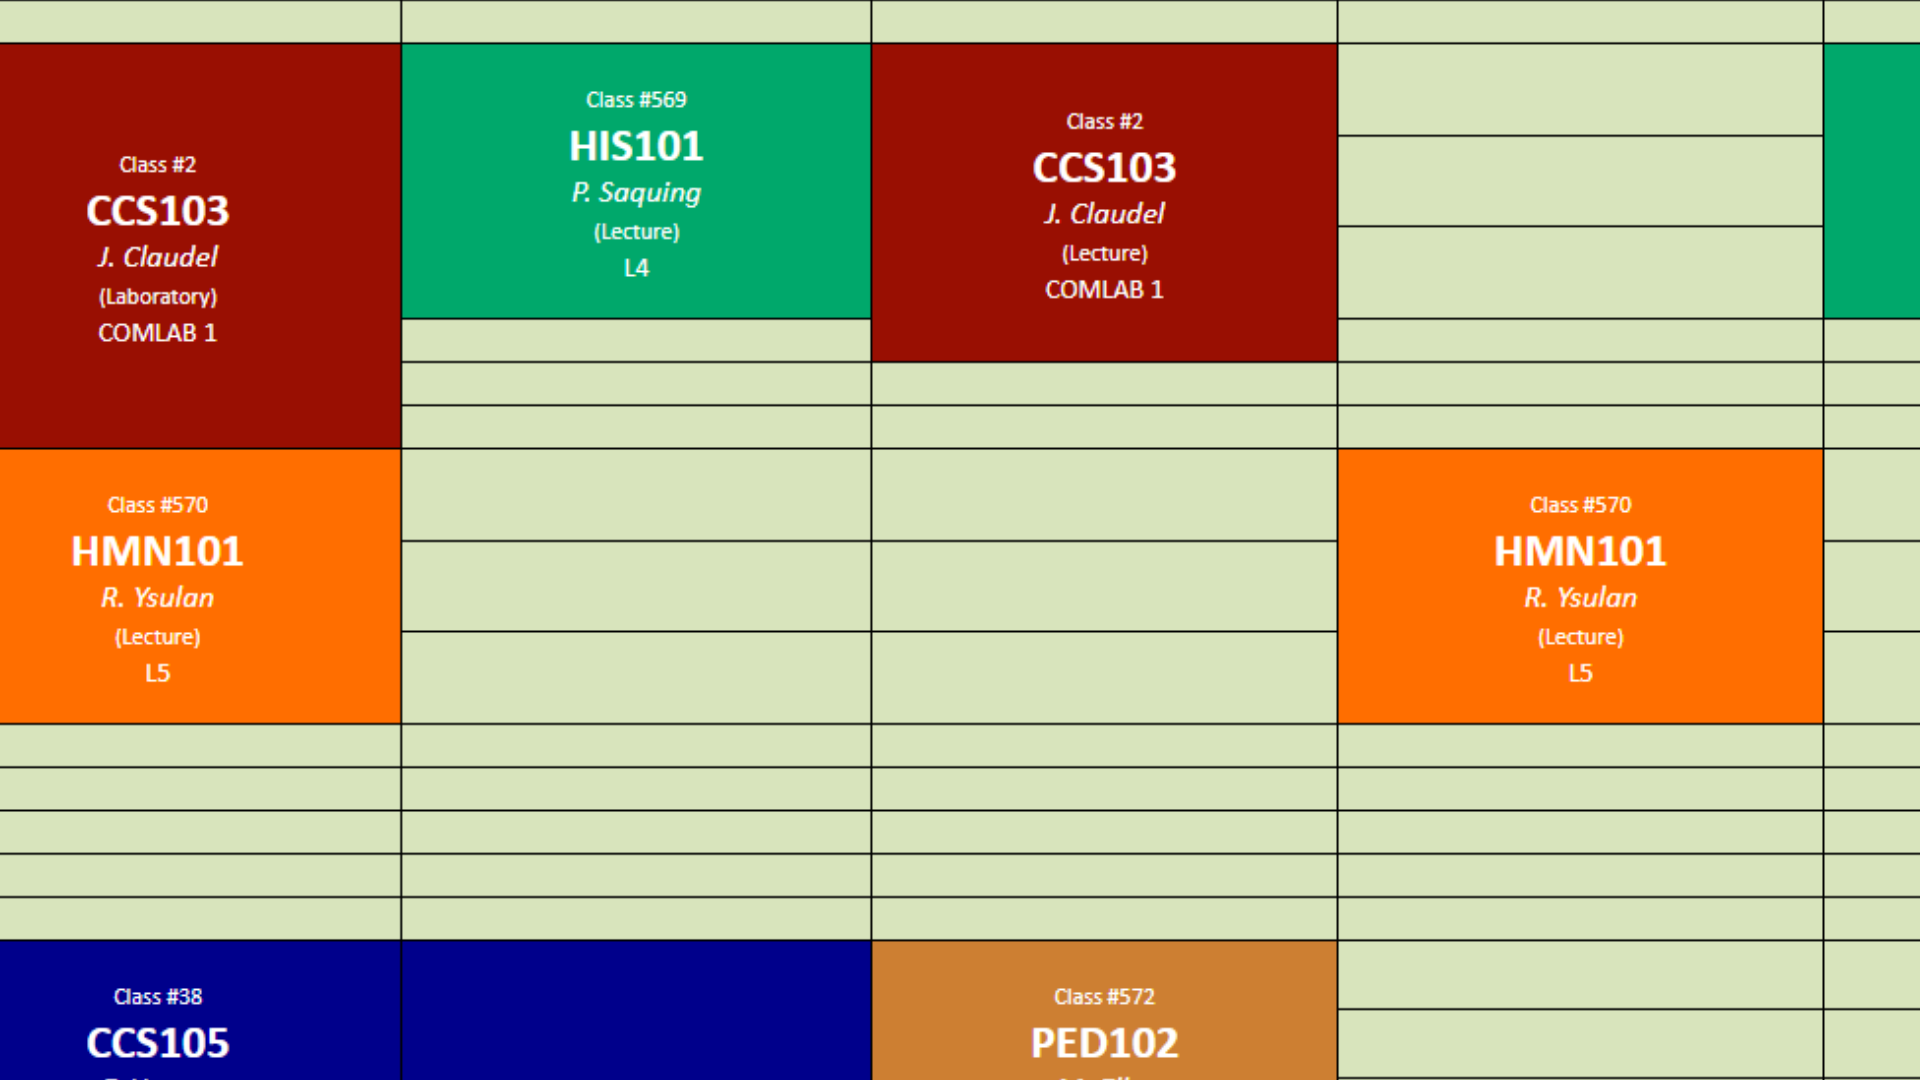 Class #2
CCS103
J. Claudel
(Laboratory)
COMLAB 1
Class #569
HIS101
P. Saquing
(Lecture)
L4
Class #2
CCS103
J. Claudel
(Lecture)
COMLAB 1
Class #570
HMN101
R. Ysulan
(Lecture)
L5
Class #570
HMN101
R. Ysulan
(Lecture)
L5
Class #38
CCS105
Class #572
PED102